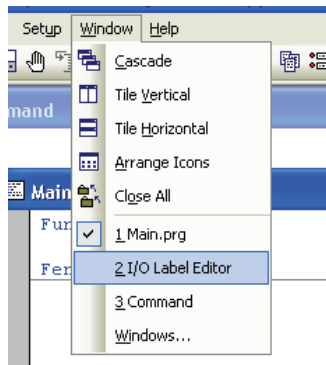 Setup Window Help
Cascade
mand
Tile Vertical
Tile Horizontal
Arrange Icons
Main
Close All
Fur
1 Main.prg
Fer
2 I/O Label Editor
3 Command
Windows...